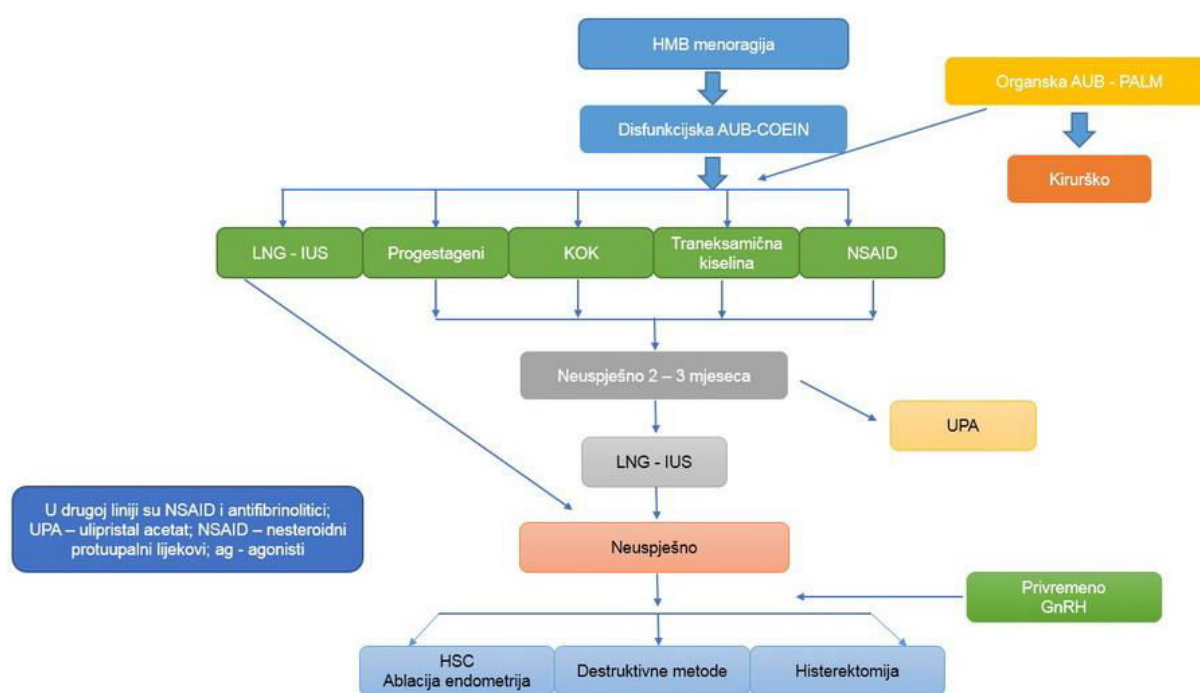 HMB menoragija
Organska AUB - PALM
Disfunkcijska AUB-COEIN
Kirurško
LNG - IUS
Progestageni
KOK
Traneksamična
kiselina
NSAID
Neuspješno 2 – 3 mjeseca
UPA
LNG - IUS
U drugoj liniji su NSAID i antifibrinolitici;
UPA – ulipristal acetat; NSAID – nesteroidni
protuupalni lijekovi; ag - agonisti
Neuspješno
Privremeno
GnRH
HSC
Ablacija endometrija
Destruktivne metode
Histerektomija